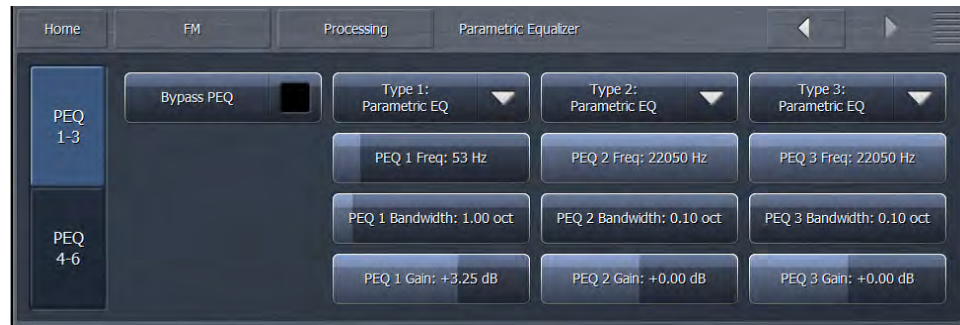 Home FM Processing Parametric Equalizer
PEQ
1-3
PEQ
4-6
Bypass PEQ
Type 1:
Parametric EQ
Type 2:
Parametric EQ
Type 3:
Parametric EQ
PEQ 1 Freq: 53 Hz
PEQ 2 Freq: 22050 Hz
PEQ 3 Freq: 22050 Hz
PEQ 1 Bandwidth: 1.00 oct
PEQ 2 Bandwidth: 0.10 oct
PEQ 3 Bandwidth: 0.10 oct
PEQ 1 Gain: +3.25 dB
PEQ 2 Gain: +0.00 dB
PEQ 3 Gain: +0.00 dB